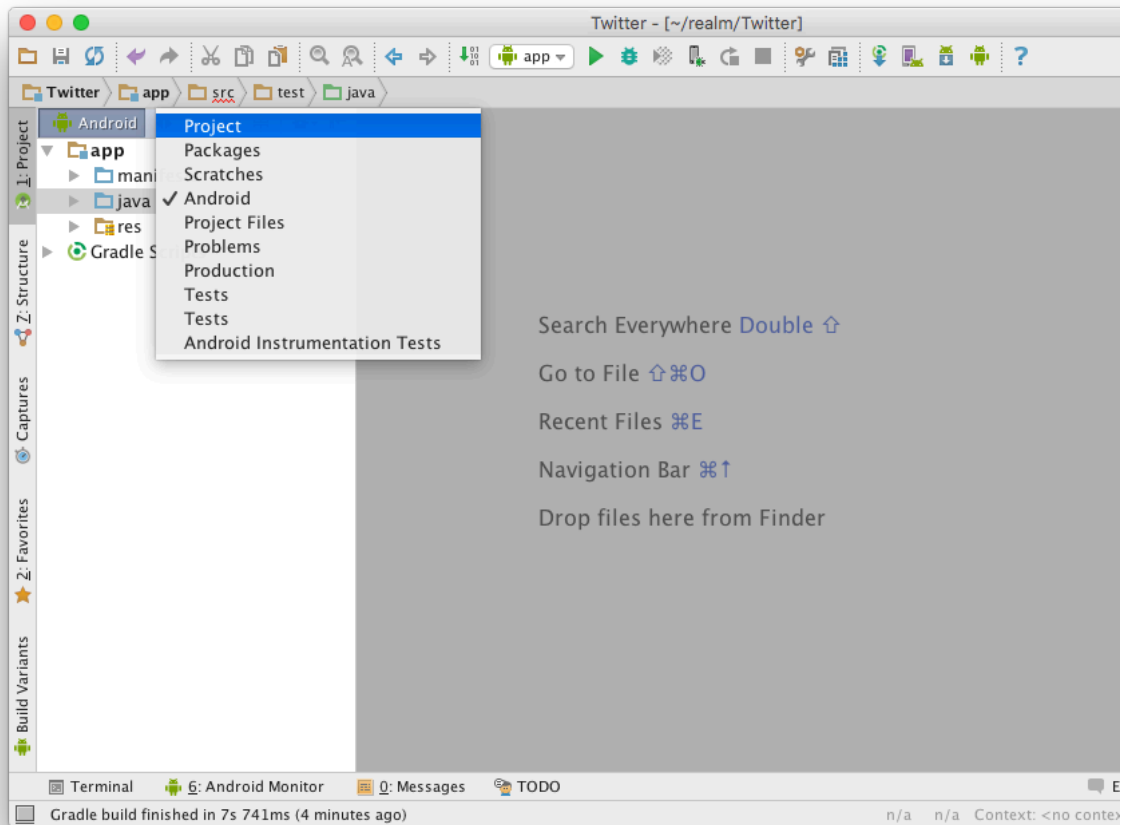 Twitter - [~/realm/Twitter]
app
?
Twitter app src test java
1: Project
Z: Structure
Captures
2: Favorites
Build Variants
Android
app
java
res
Gradle
Project
Packages
Scratches
✓ Android
Project Files
Problems
Production
Tests
Tests
Android Instrumentation Tests
Search Everywhere Double ⇧
Go to File ⇧⌘O
Recent Files ⌘E
Navigation Bar ⌘↑
Drop files here from Finder
Terminal 6: Android Monitor 0: Messages TODO
Gradle build finished in 7s 741ms (4 minutes ago) n/a n/a Context: <no